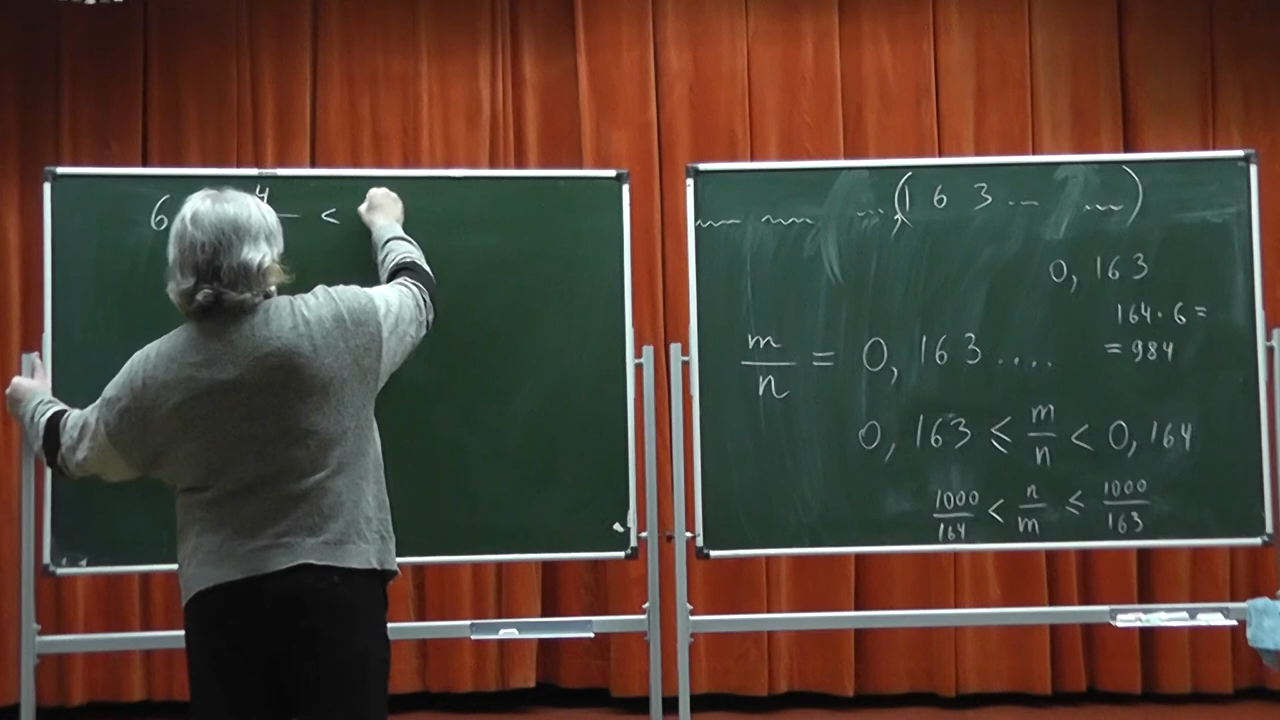 6 4 <
(1 6 3 ... ...)
0, 163
164 · 6 =
= 984
m/n = 0, 163....
0, 163 ≤ m/n < 0, 164
1000/164 < n/m ≤ 1000/163